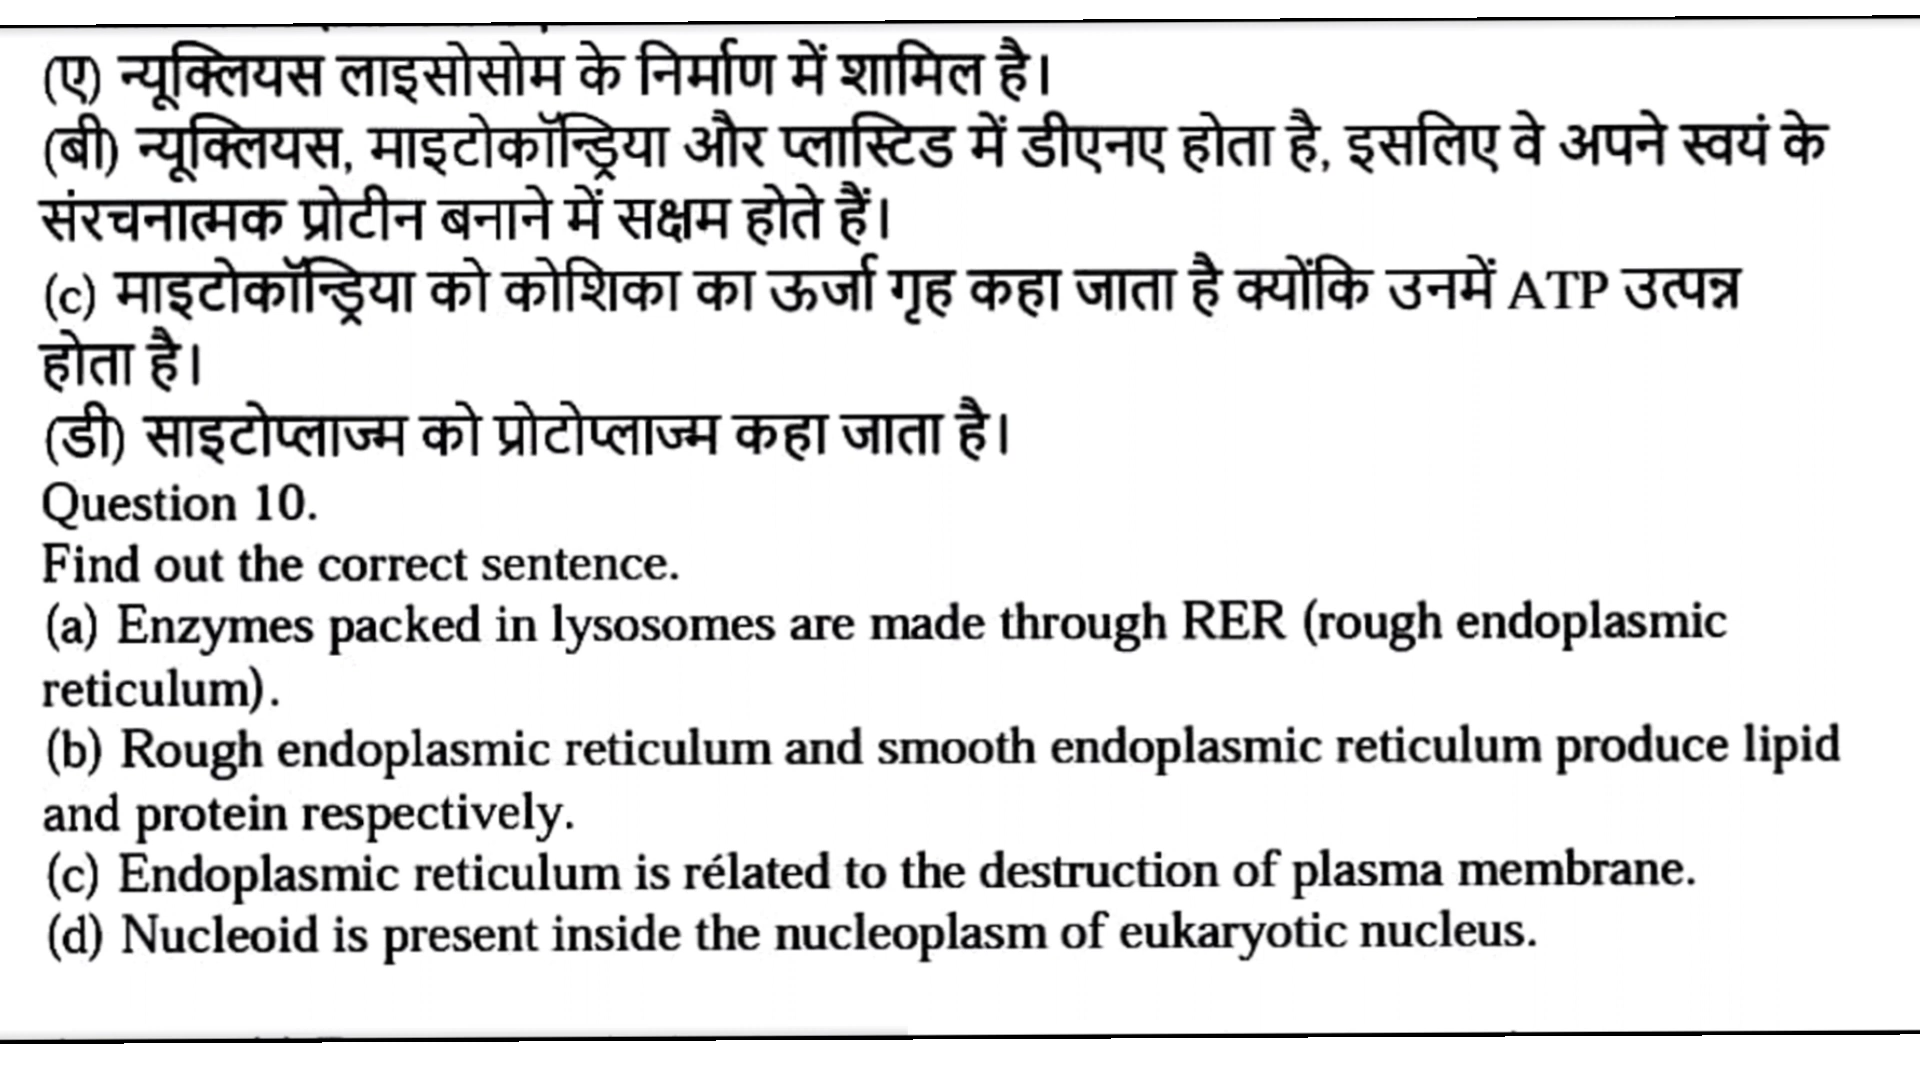 (ए) न्यूक्लियस लाइसोसोम के निर्माण में शामिल है।
(बी) न्यूक्लियस, माइटोकॉन्ड्रिया और प्लास्टिड में डीएनए होता है, इसलिए वे अपने स्वयं के
संरचनात्मक प्रोटीन बनाने में सक्षम होते हैं।
(c) माइटोकॉन्ड्रिया को कोशिका का ऊर्जा गृह कहा जाता है क्योंकि उनमें ATP उत्पन्न
होता है।
(डी) साइटोप्लाज्म को प्रोटोप्लाज्म कहा जाता है।
Question 10.
Find out the correct sentence.
(a) Enzymes packed in lysosomes are made through RER (rough endoplasmic
reticulum).
(b) Rough endoplasmic reticulum and smooth endoplasmic reticulum produce lipid
and protein respectively.
(c) Endoplasmic reticulum is rélated to the destruction of plasma membrane.
(d) Nucleoid is present inside the nucleoplasm of eukaryotic nucleus.